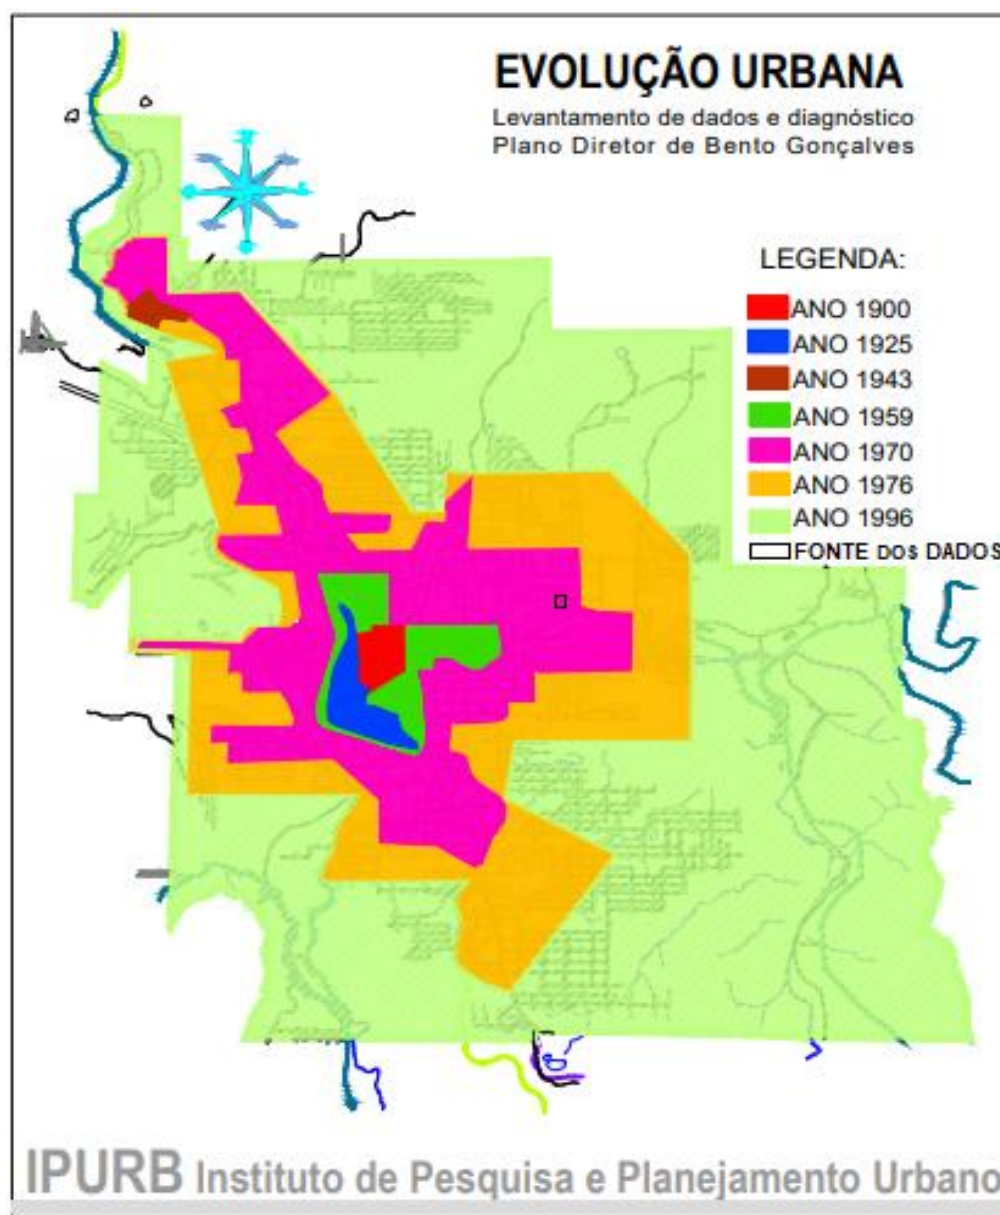 EVOLUÇÃO URBANA
Levantamento de dados e diagnóstico
Plano Diretor de Bento Gonçalves
LEGENDA:
ANO 1900
ANO 1925
ANO 1943
ANO 1959
ANO 1970
ANO 1976
ANO 1996
FONTE DOS DADOS
IPURB Instituto de Pesquisa e Planejamento Urbano